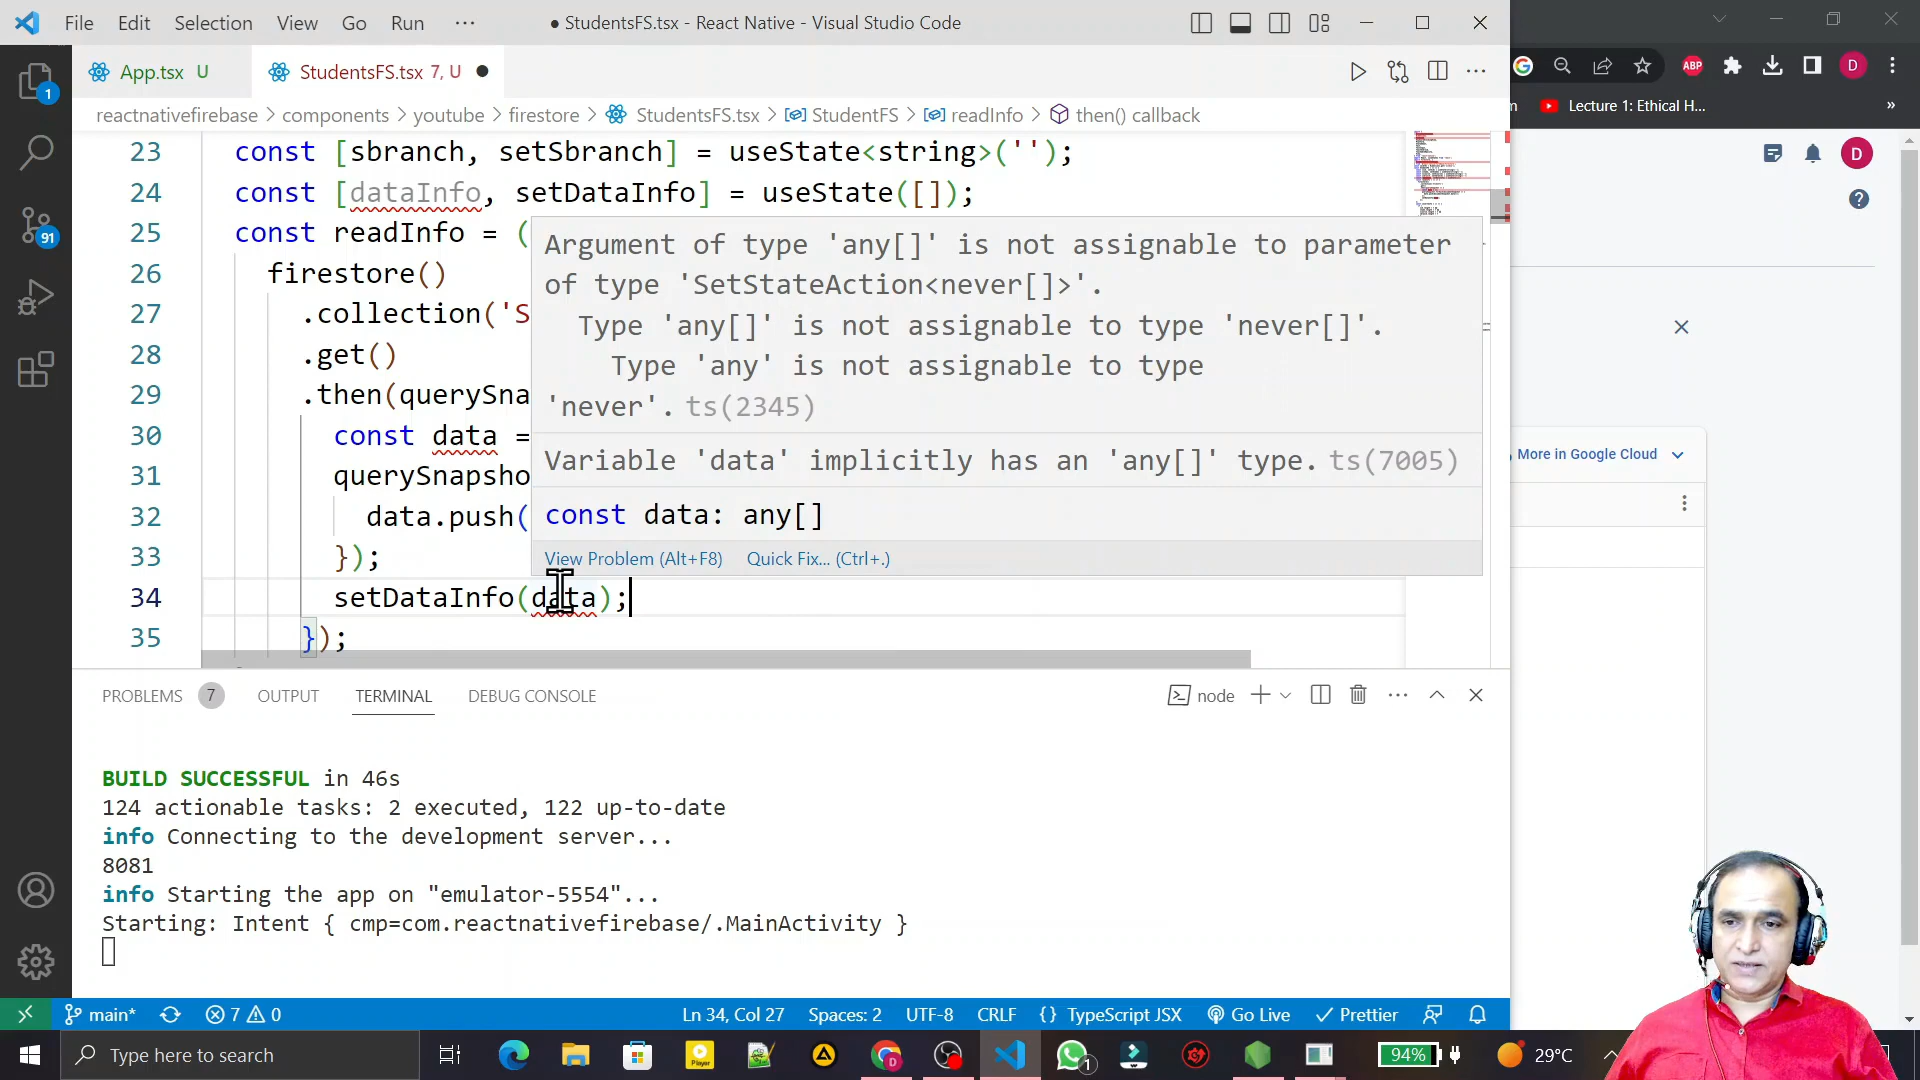 File Edit Selection View Go Run ··· ● StudentsFS.tsx - React Native - Visual Studio Code
App.tsx U StudentsFS.tsx 7, U ●
reactnativefirebase > components > youtube > firestore > StudentsFS.tsx > StudentFS > readInfo > then() callback
23 const [sbranch, setSbranch] = useState<string>('');
24 const [dataInfo, setDataInfo] = useState([]);
25 const readInfo = (
26 firestore()
27 .collection('S
28 .get()
29 .then(querySna
30 const data =
31 querySnapsho
32 data.push(
33 });
34 setDataInfo(data);
35 });
Argument of type 'any[]' is not assignable to parameter
of type 'SetStateAction<never[]>'.
Type 'any[]' is not assignable to type 'never[]'.
Type 'any' is not assignable to type
'never'. ts(2345)
Variable 'data' implicitly has an 'any[]' type. ts(7005)
const data: any[]
View Problem (Alt+F8) Quick Fix... (Ctrl+.)
PROBLEMS 7 OUTPUT TERMINAL DEBUG CONSOLE node
BUILD SUCCESSFUL in 46s
124 actionable tasks: 2 executed, 122 up-to-date
info Connecting to the development server...
8081
info Starting the app on "emulator-5554"...
Starting: Intent { cmp=com.reactnativefirebase/.MainActivity }
1
91
main* 7 0 Ln 34, Col 27 Spaces: 2 UTF-8 CRLF {} TypeScript JSX Go Live Prettier
Type here to search
Player
D
1
94%
29°C
ABP
D
Lecture 1: Ethical H... »
D
More in Google Cloud